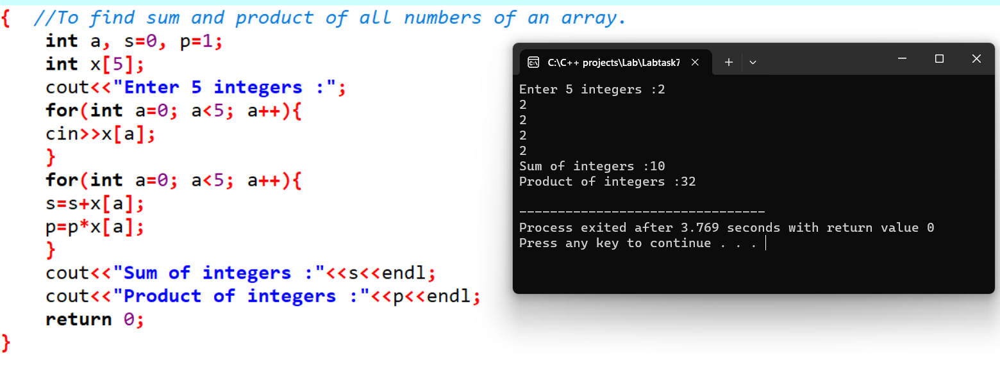 { //To find sum and product of all numbers of an array.
int a, s=0, p=1;
int x[5];
cout<<"Enter 5 integers :";
for(int a=0; a<5; a++){
cin>>x[a];
}
for(int a=0; a<5; a++){
s=s+x[a];
p=p*x[a];
}
cout<<"Sum of integers :"<<s<<endl;
cout<<"Product of integers :"<<p<<endl;
return 0;
}
C:\C++ projects\Lab\Labtask7
Enter 5 integers :2
2
2
2
2
Sum of integers :10
Product of integers :32
--------------------------------
Process exited after 3.769 seconds with return value 0
Press any key to continue . . .